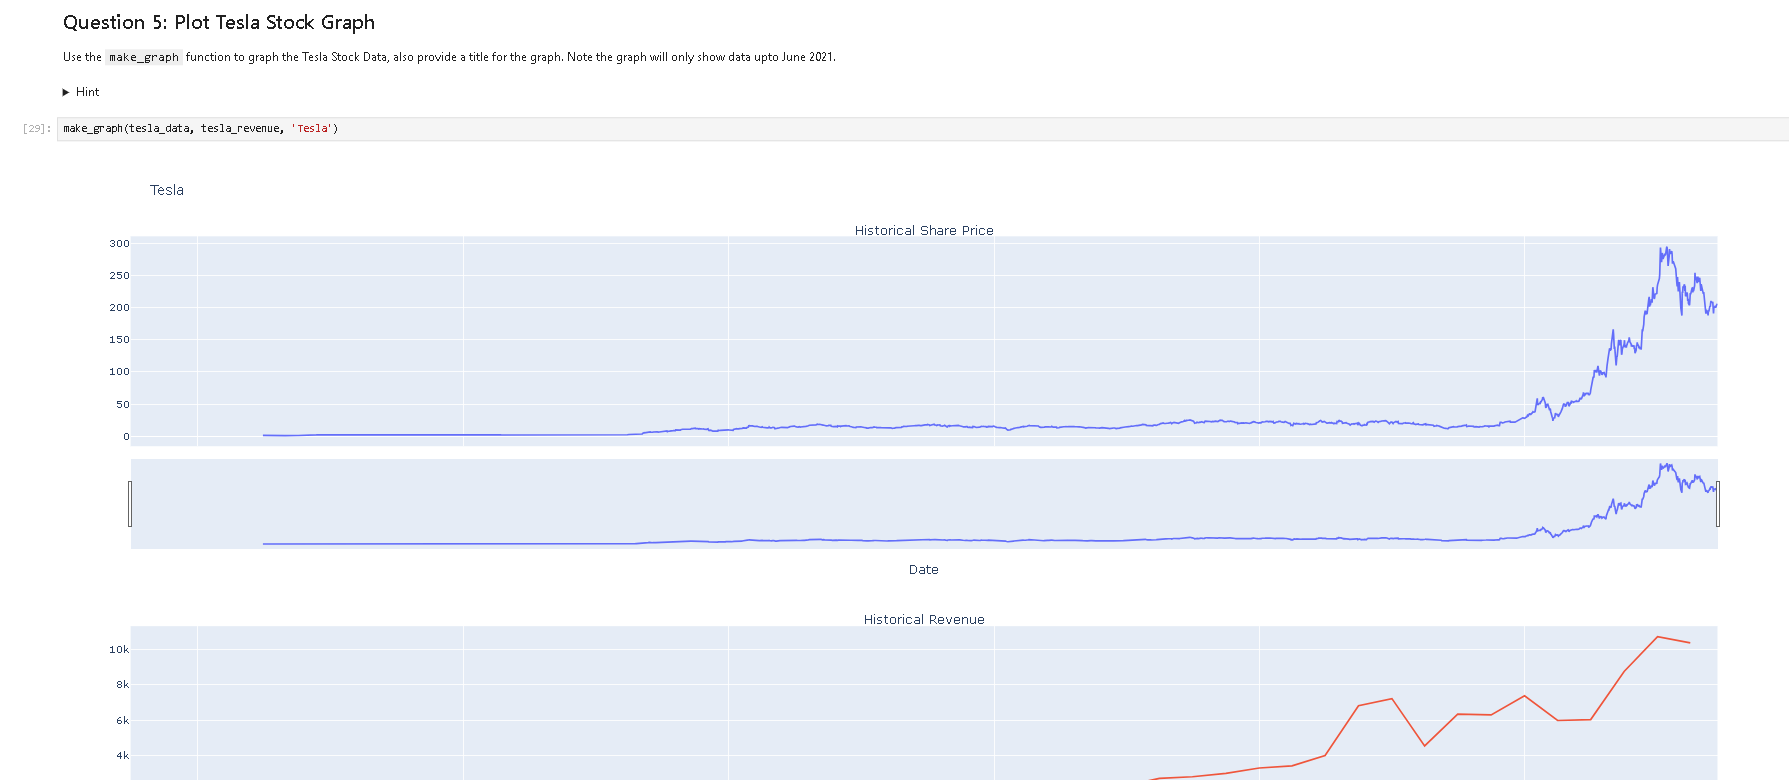 Question 5: Plot Tesla Stock Graph
Use the make_graph function to graph the Tesla Stock Data, also provide a title for the graph. Note the graph will only show data upto June 2021.
Hint
[29]: make_graph(tesla_data, tesla_revenue, 'Tesla')
Tesla
Historical Share Price
300
250
200
150
100
50
0
Date
Historical Revenue
10k
8k
6k
4k